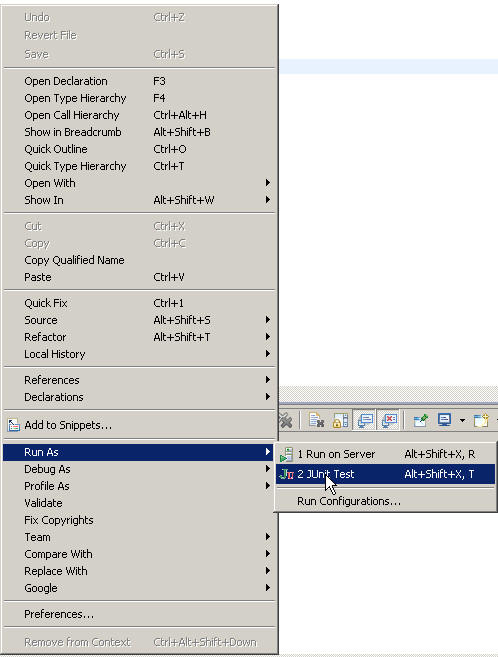 Undo Ctrl+Z
Revert File
Save Ctrl+S
Open Declaration F3
Open Type Hierarchy F4
Open Call Hierarchy Ctrl+Alt+H
Show in Breadcrumb Alt+Shift+B
Quick Outline Ctrl+O
Quick Type Hierarchy Ctrl+T
Open With
Show In Alt+Shift+W
Cut Ctrl+X
Copy Ctrl+C
Copy Qualified Name
Paste Ctrl+V
Quick Fix Ctrl+1
Source Alt+Shift+S
Refactor Alt+Shift+T
Local History
References
Declarations
Add to Snippets...
Run As
1 Run on Server Alt+Shift+X, R
2 JUnit Test Alt+Shift+X, T
Run Configurations...
Debug As
Profile As
Validate
Fix Copyrights
Team
Compare With
Replace With
Google
Preferences...
Remove from Context Ctrl+Alt+Shift+Down